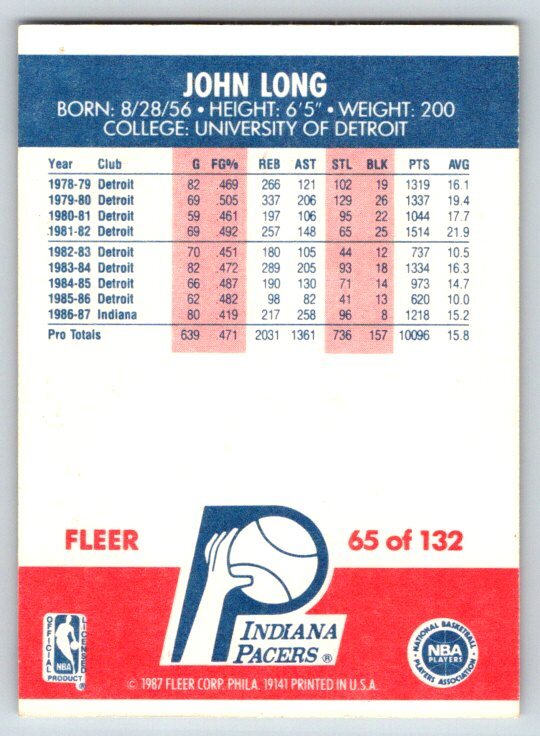 JOHN LONG
BORN: 8/28/56 • HEIGHT: 6'5" • WEIGHT: 200
COLLEGE: UNIVERSITY OF DETROIT
Year Club G FG% REB AST STL BLK PTS AVG
1978-79 Detroit 82 .469 266 121 102 19 1319 16.1
1979-80 Detroit 69 .505 337 206 129 26 1337 19.4
1980-81 Detroit 59 .461 197 106 95 22 1044 17.7
1981-82 Detroit 69 .492 257 148 65 25 1514 21.9
1982-83 Detroit 70 .451 180 105 44 12 737 10.5
1983-84 Detroit 82 .472 289 205 93 18 1334 16.3
1984-85 Detroit 66 .487 190 130 71 14 973 14.7
1985-86 Detroit 62 .482 98 82 41 13 620 10.0
1986-87 Indiana 80 .419 217 258 96 8 1218 15.2
Pro Totals 639 .471 2031 1361 736 157 10096 15.8
FLEER
65 of 132
INDIANA
PACERS ®
OFFICIAL LICENSED
NBA
PRODUCT
NATIONAL BASKETBALL
NBA
PLAYERS
PLAYERS ASSOCIATION
© 1987 FLEER CORP. PHILA. 19141 PRINTED IN U.S.A.